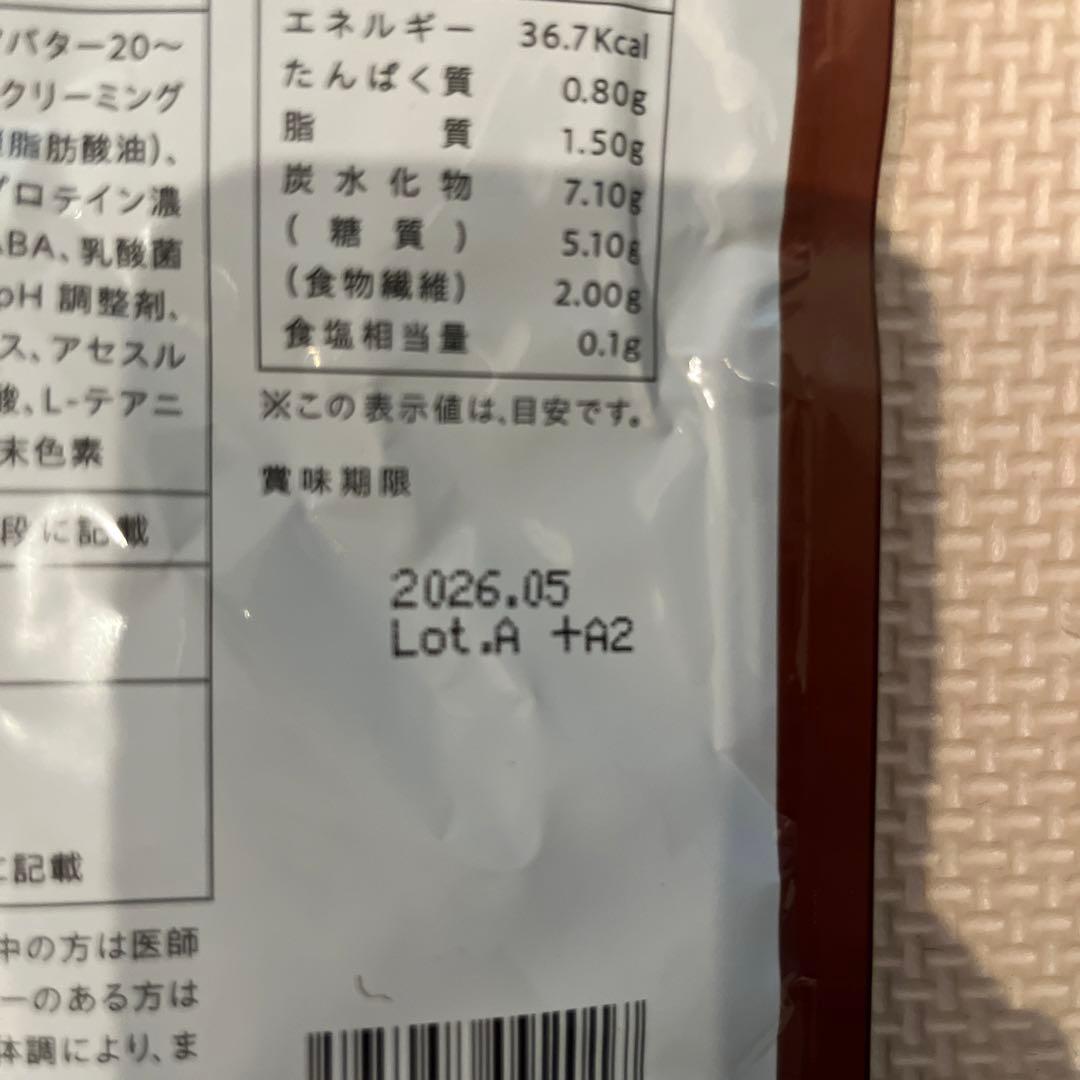 バター20～
クリーミング
脂肪酸油)、
プロテイン濃
ABA、乳酸菌
pH 調整剤、
ス、アセスル
酸、L-テアニ
末色素
段に記載
に記載
中の方は医師
ーのある方は
体調により、ま
エネルギー 36.7Kcal
たんぱく質 0.80g
脂質 1.50g
炭水化物 7.10g
(糖質) 5.10g
(食物繊維) 2.00g
食塩相当量 0.1g
※この表示値は、目安です。
賞味期限
2026.05
Lot.A +A2